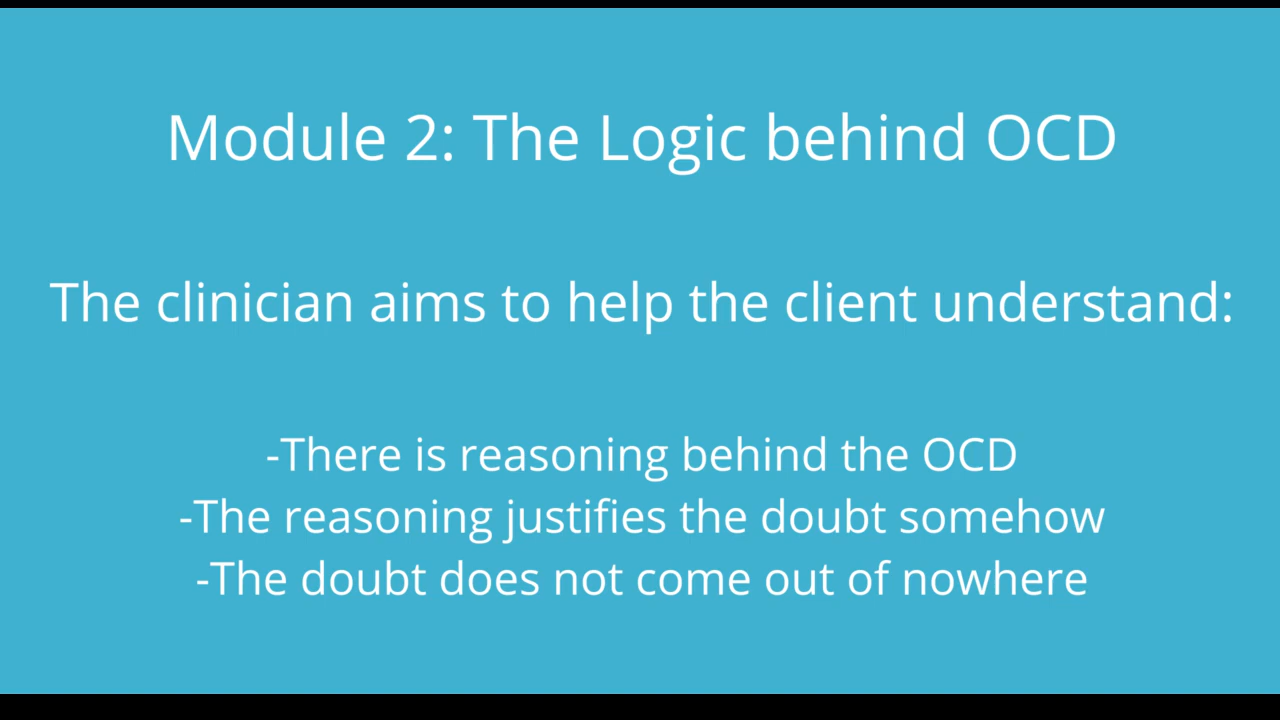 Module 2: The Logic behind OCD
The clinician aims to help the client understand:
-There is reasoning behind the OCD
-The reasoning justifies the doubt somehow
-The doubt does not come out of nowhere